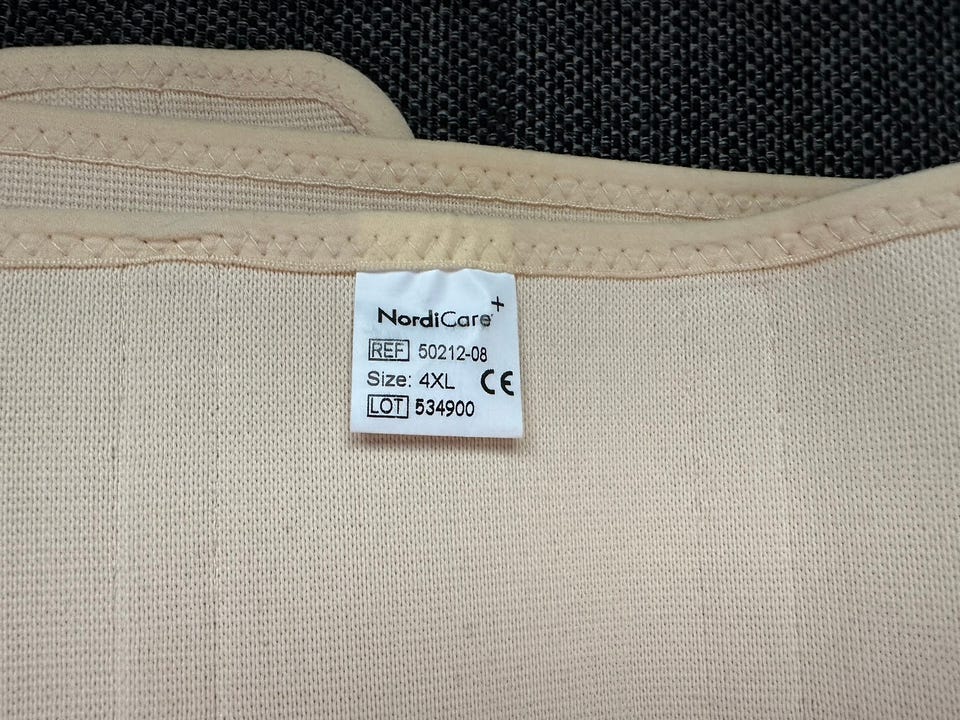 NordiCare+
REF 50212-08
Size: 4XL CE
LOT 534900